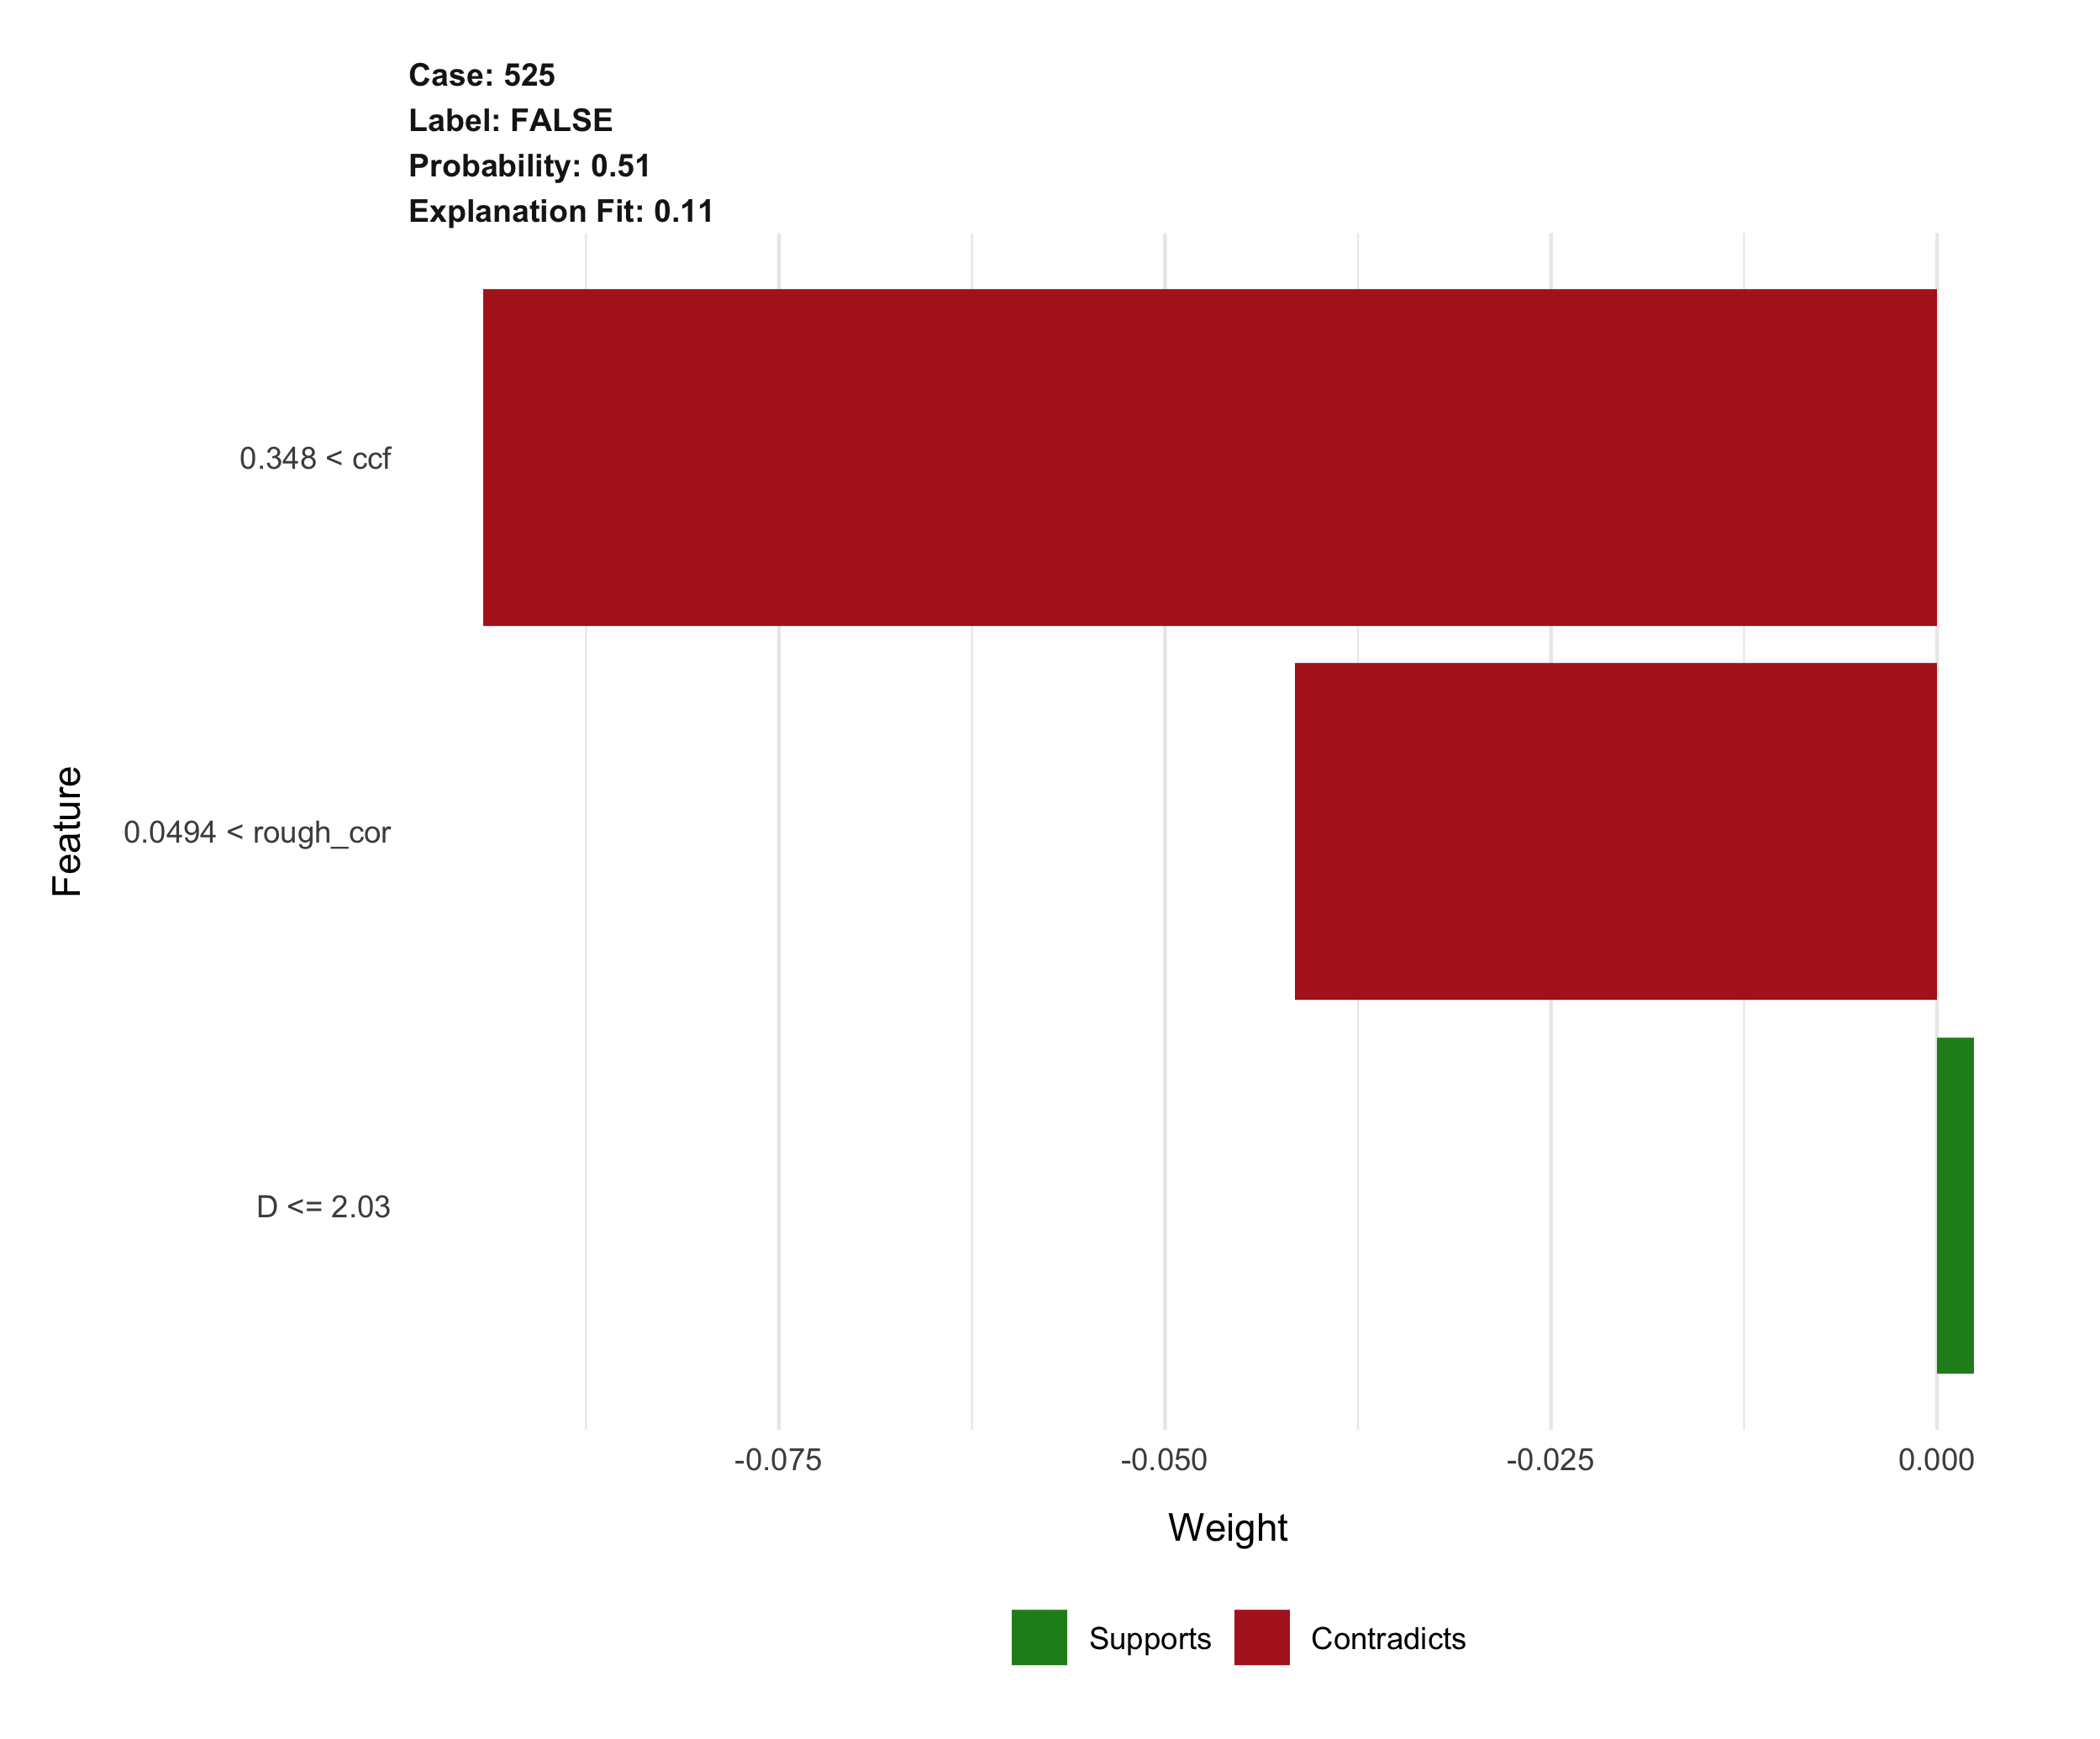 Case: 525
Label: FALSE
Probability: 0.51
Explanation Fit: 0.11
0.348 < ccf
0.0494 < rough_cor
D <= 2.03
Feature
-0.075 -0.050 -0.025 0.000
Weight
Supports Contradicts